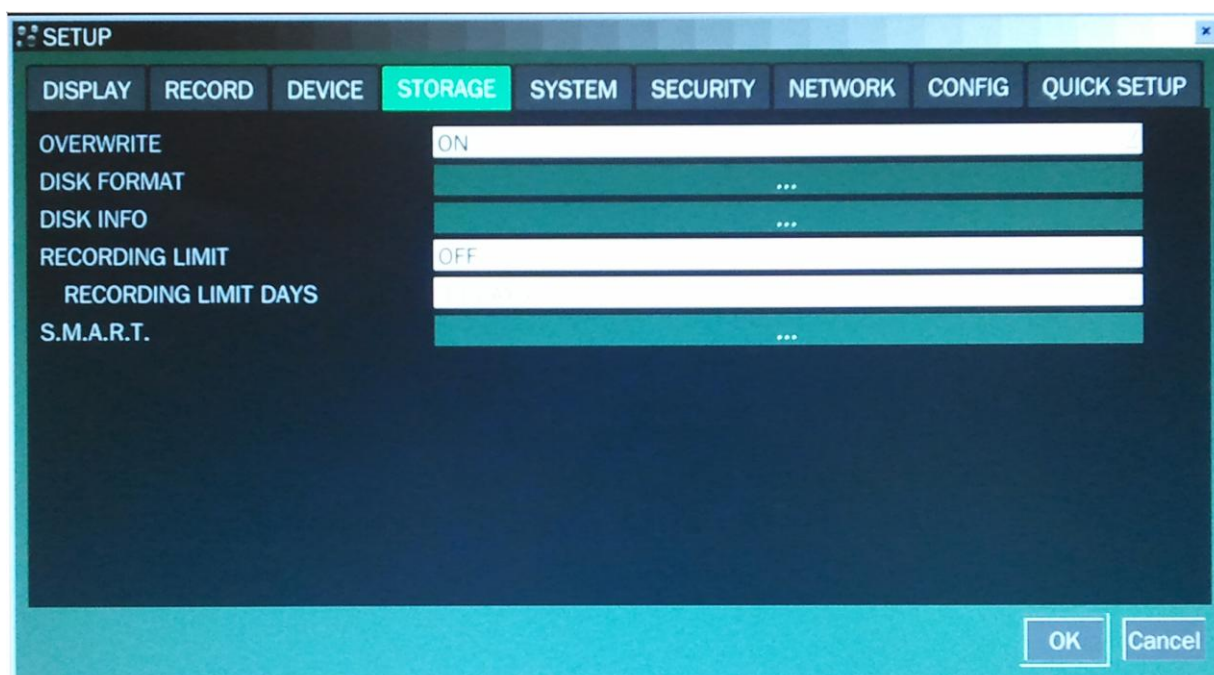 SETUP
DISPLAY RECORD DEVICE STORAGE SYSTEM SECURITY NETWORK CONFIG QUICK SETUP
OVERWRITE ON
DISK FORMAT ...
DISK INFO ...
RECORDING LIMIT OFF
RECORDING LIMIT DAYS
S.M.A.R.T. ...
OK Cancel